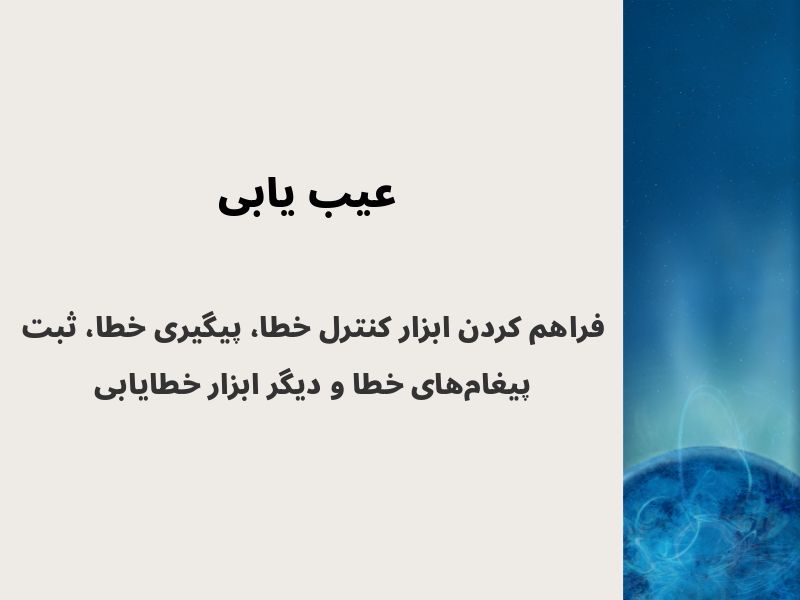 عیب یابی
فراهم کردن ابزار کنترل خطا، پیگیری خطا، ثبت
پیغام‌های خطا و دیگر ابزار خطایابی